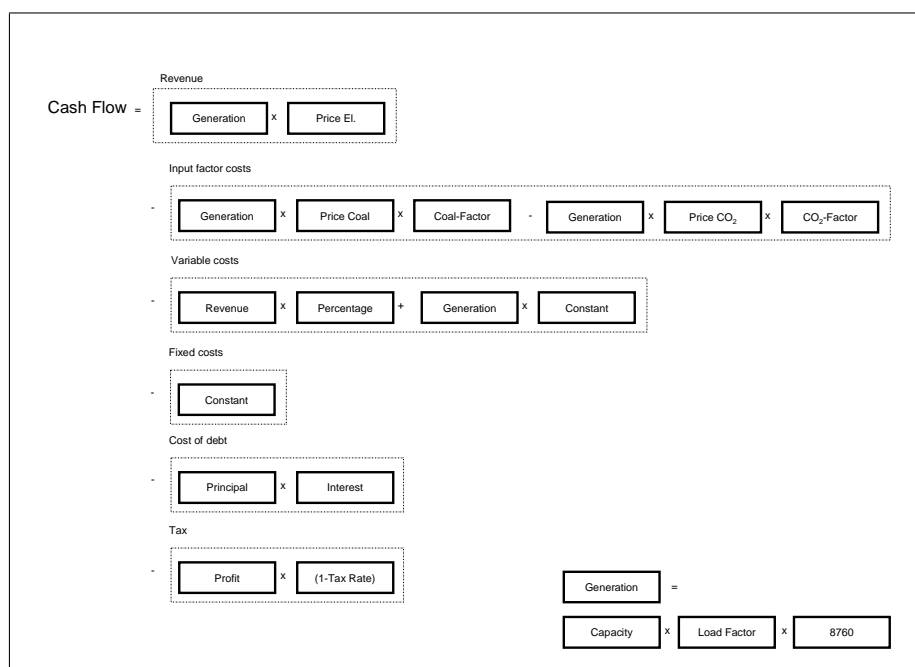 Revenue
Cash Flow = Generation x Price El.
Input factor costs
- Generation x Price Coal x Coal-Factor - Generation x Price CO₂ x CO₂-Factor
Variable costs
- Revenue x Percentage + Generation x Constant
Fixed costs
- Constant
Cost of debt
- Principal x Interest
Tax
- Profit x (1-Tax Rate)
Generation =
Capacity x Load Factor x 8760